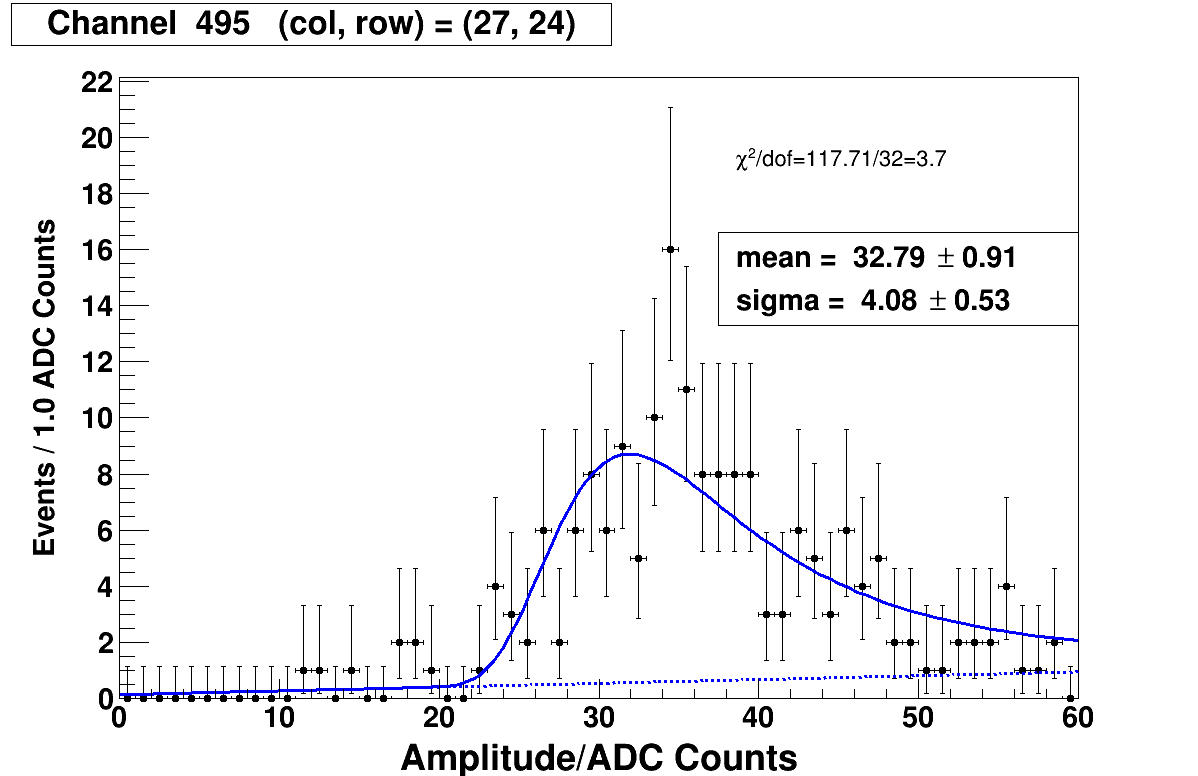 Channel 495 (col, row) = (27, 24)
22
20
18
16
14
12
10
8
6
4
2
0
Events / 1.0 ADC Counts
χ²/dof=117.71/32=3.7
mean = 32.79 ± 0.91
sigma = 4.08 ± 0.53
0 10 20 30 40 50 60
Amplitude/ADC Counts